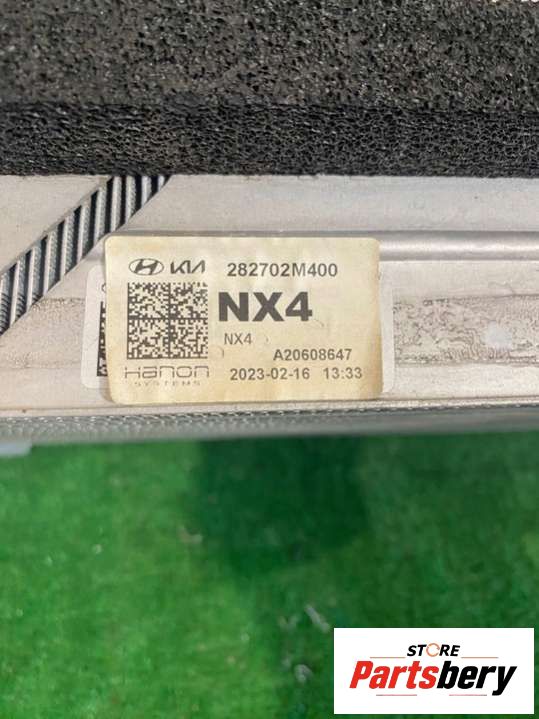 KIA 282702M400
NX4
NX4
A20608647
Hanon
SYSTEMS
2023-02-16 13:33
STORE
Partsbery